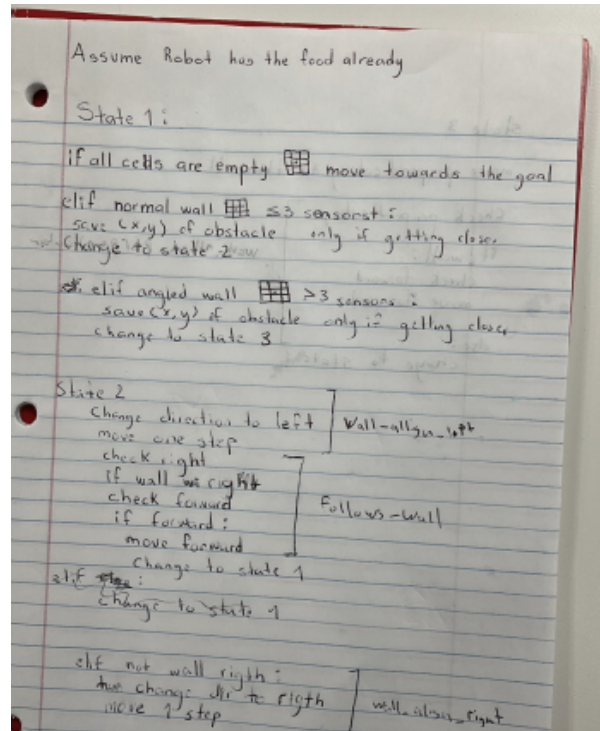 Assume Robot has the food already
State 1:
if all cells are empty move towards the goal
elif normal wall ≤3 sensorst:
save (x,y) of obstacle only if getting close.
change to state 2
elif angled wall >3 sensors:
save (x,y) of obstacle only if getting close,
change to state 3
State 2
Change direction to left Wall-align-left
move one step
check right
if wall right
check forward Follows-Wall
if forward:
move forward
Change to state 1
elif :
Change to state 1
elif not wall rigth:
change dir to rigth wall_align_right
move 1 step